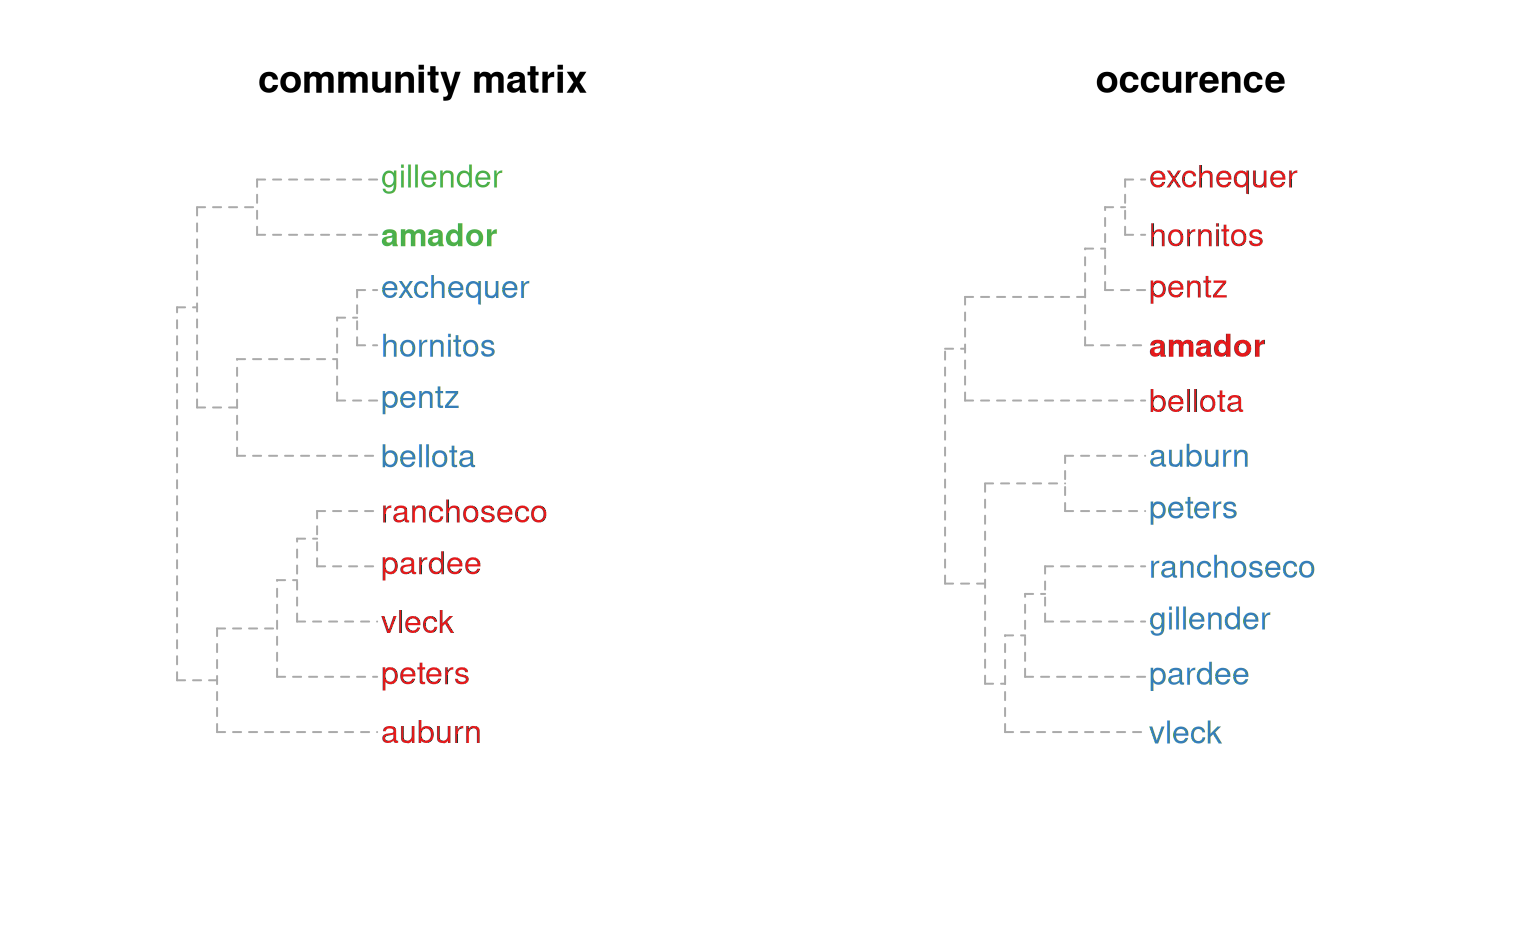 community matrix
gillender
amador
exchequer
hornitos
pentz
bellota
ranchoseco
pardee
vleck
peters
auburn
occurence
exchequer
hornitos
pentz
amador
bellota
auburn
peters
ranchoseco
gillender
pardee
vleck